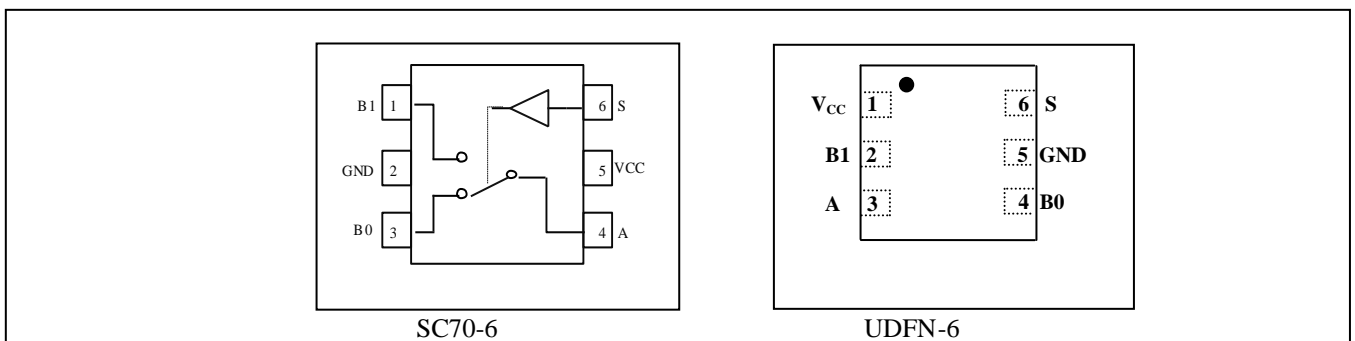 B1 1
6 S
GND 2
5 VCC
B0 3
4 A
SC70-6
VCC 1
6 S
B1 2
5 GND
A 3
4 B0
UDFN-6